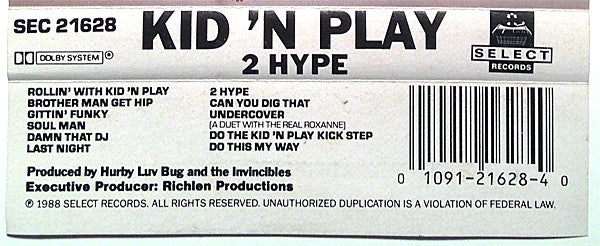 SEC 21628
KID 'N PLAY
2 HYPE
DOLBY SYSTEM ®
SELECT
RECORDS
ROLLIN' WITH KID 'N PLAY
BROTHER MAN GET HIP
GITTIN' FUNKY
SOUL MAN
DAMN THAT DJ
LAST NIGHT
2 HYPE
CAN YOU DIG THAT
UNDERCOVER
(A DUET WITH THE REAL ROXANNE)
DO THE KID 'N PLAY KICK STEP
DO THIS MY WAY
Produced by Hurby Luv Bug and the Invincibles
Executive Producer: Richlen Productions
0 1091-21628-4 0
℗ 1988 SELECT RECORDS. ALL RIGHTS RESERVED. UNAUTHORIZED DUPLICATION IS A VIOLATION OF FEDERAL LAW.